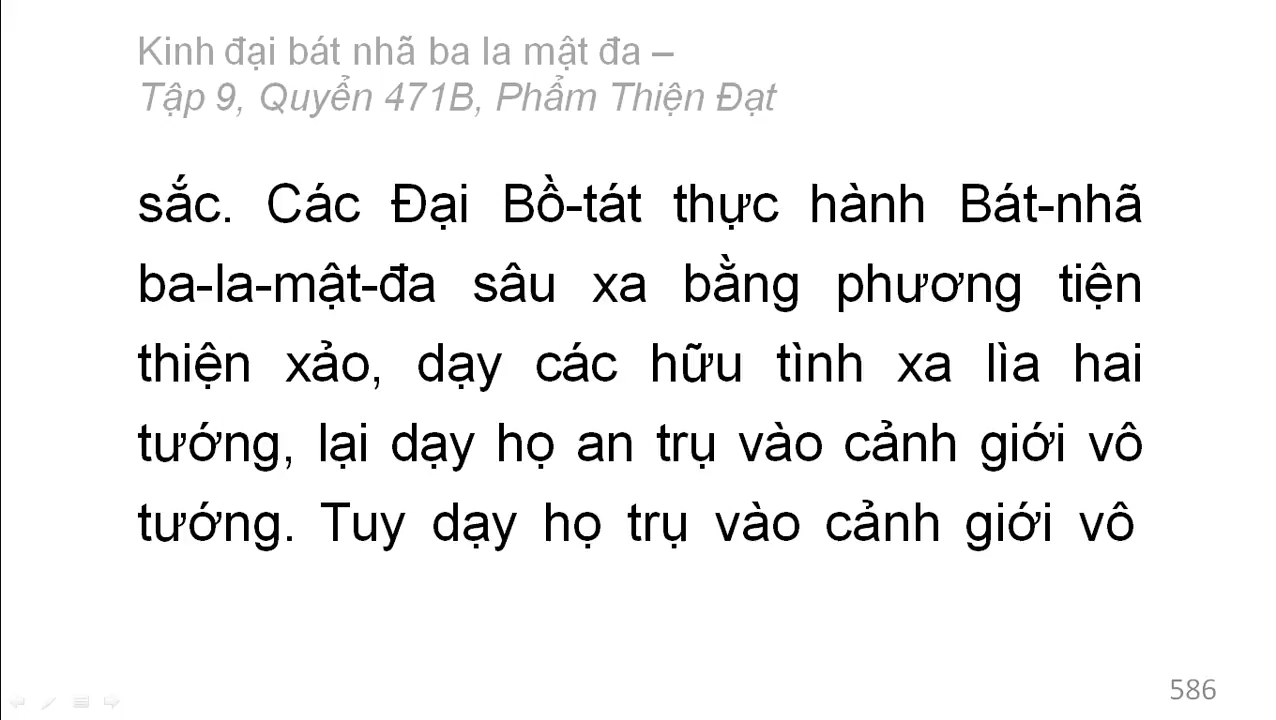 Kinh đại bát nhã ba la mật đa –
Tập 9, Quyển 471B, Phẩm Thiện Đạt
sắc. Các Đại Bồ-tát thực hành Bát-nhã
ba-la-mật-đa sâu xa bằng phương tiện
thiện xảo, dạy các hữu tình xa lìa hai
tướng, lại dạy họ an trụ vào cảnh giới vô
tướng. Tuy dạy họ trụ vào cảnh giới vô
586